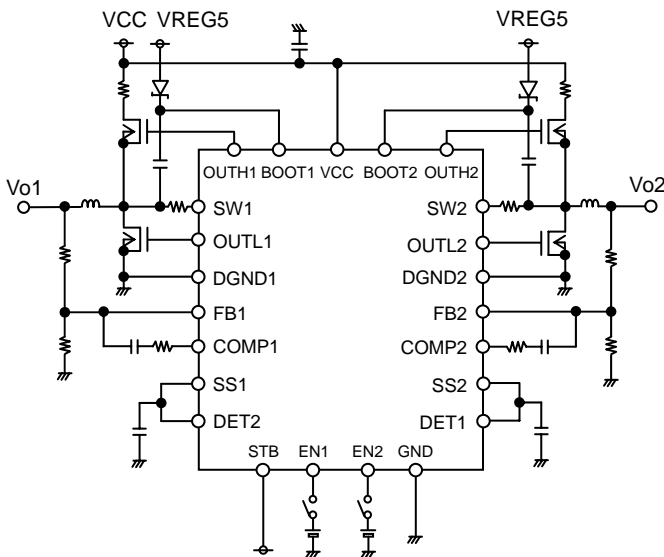 VCC VREG5 VREG5
OUTH1 BOOT1 VCC BOOT2 OUTH2
Vo1 Vo2
SW1 SW2
OUTL1 OUTL2
DGND1 DGND2
FB1 FB2
COMP1 COMP2
SS1 SS2
DET2 DET1
STB EN1 EN2 GND